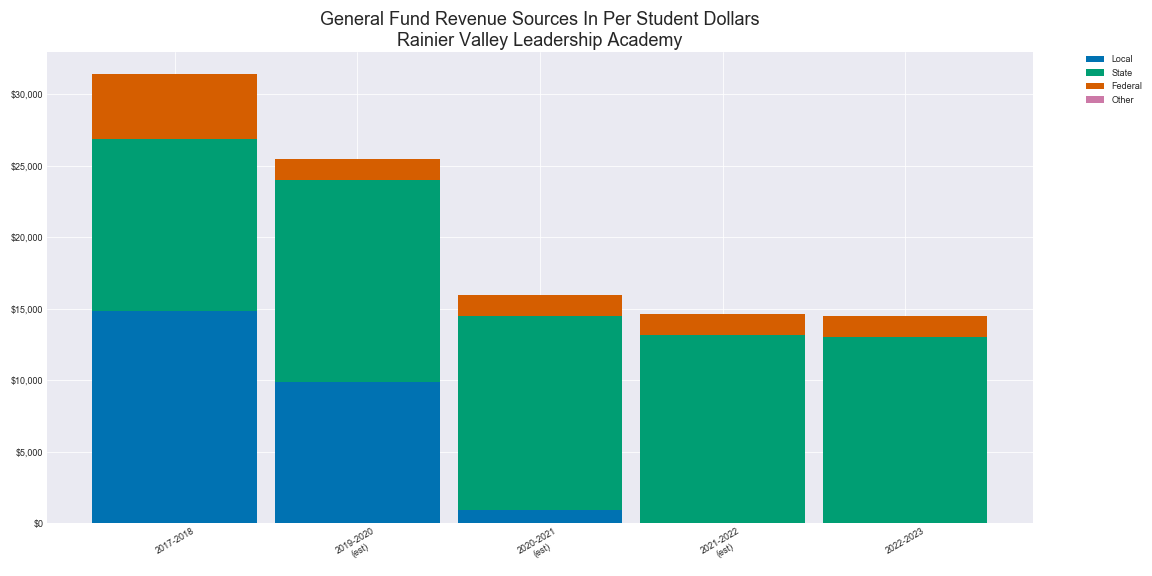 General Fund Revenue Sources In Per Student Dollars
Rainier Valley Leadership Academy
Local
State
Federal
Other
$30,000
$25,000
$20,000
$15,000
$10,000
$5,000
$0
2017-2018
2019-2020
(est)
2020-2021
(est)
2021-2022
(est)
2022-2023